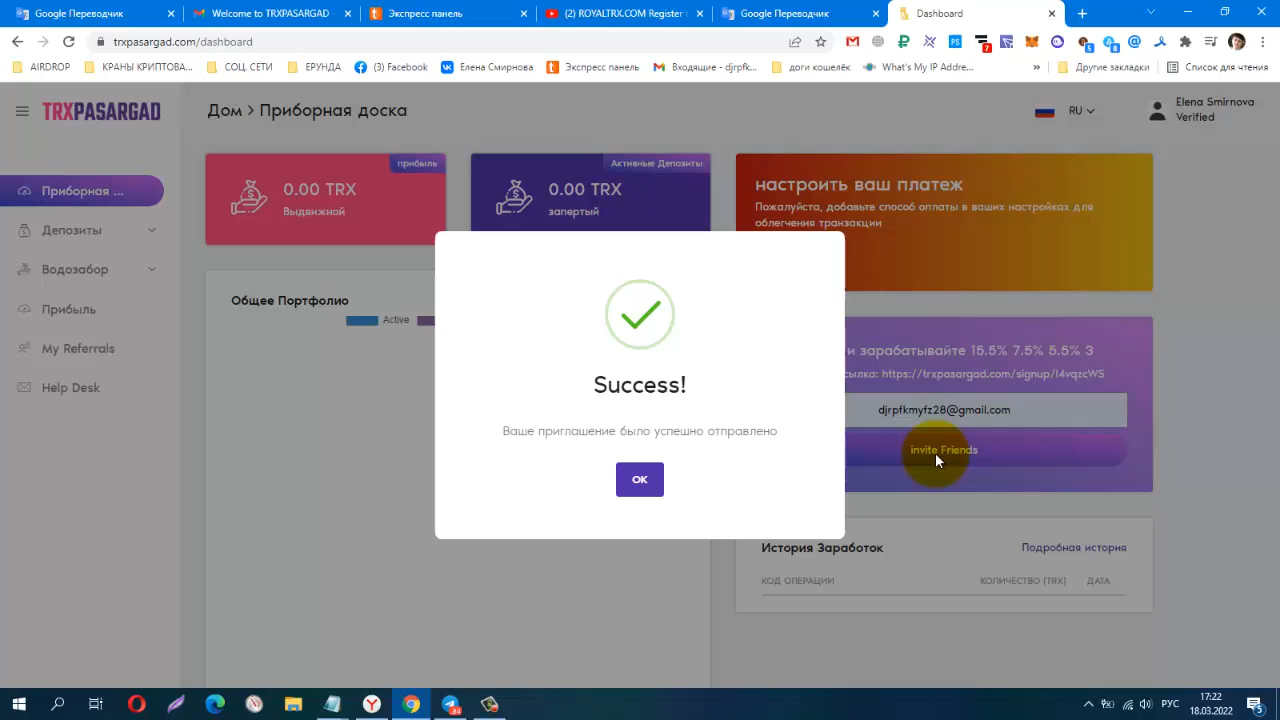 Google Переводчик
Welcome to TRXPASARGAD
Экспресс панель
(2) ROYALTRX.COM Register
Google Переводчик
Dashboard
trxpasargad.com/dashboard
AIRDROP
КРАНЫ КРИПТОВА...
СОЦ. СЕТИ
ЕРУНДА
(3) Facebook
Елена Смирнова
Экспресс панель
Входящие - djrpfk...
доги кошелёк
What's My IP Addre...
»
Другие закладки
Список для чтения
TRXPASARGAD
Дом > Приборная доска
RU
Elena Smirnova
Verified
Приборная ...
Депозиты
Водозабор
Прибыль
My Referrals
Help Desk
прибыль
0.00 TRX
Выдвижной
Активные Депозиты
0.00 TRX
запертый
настроить ваш платеж
Пожалуйста, добавьте способ оплаты в ваших настройках для
облегчения транзакции
Общее Портфолио
Active
Success!
Ваше приглашение было успешно отправлено
OK
и зарабатывайте 15.5% 7.5% 5.5% 3
сылка: https://trxpasargad.com/signup/I4vqzcWS
djrpfkmyfz28@gmail.com
invite Friends
История Заработок
Подробная история
КОД ОПЕРАЦИИ
КОЛИЧЕСТВО (TRX)
ДАТА
РУС
17:22
18.03.2022